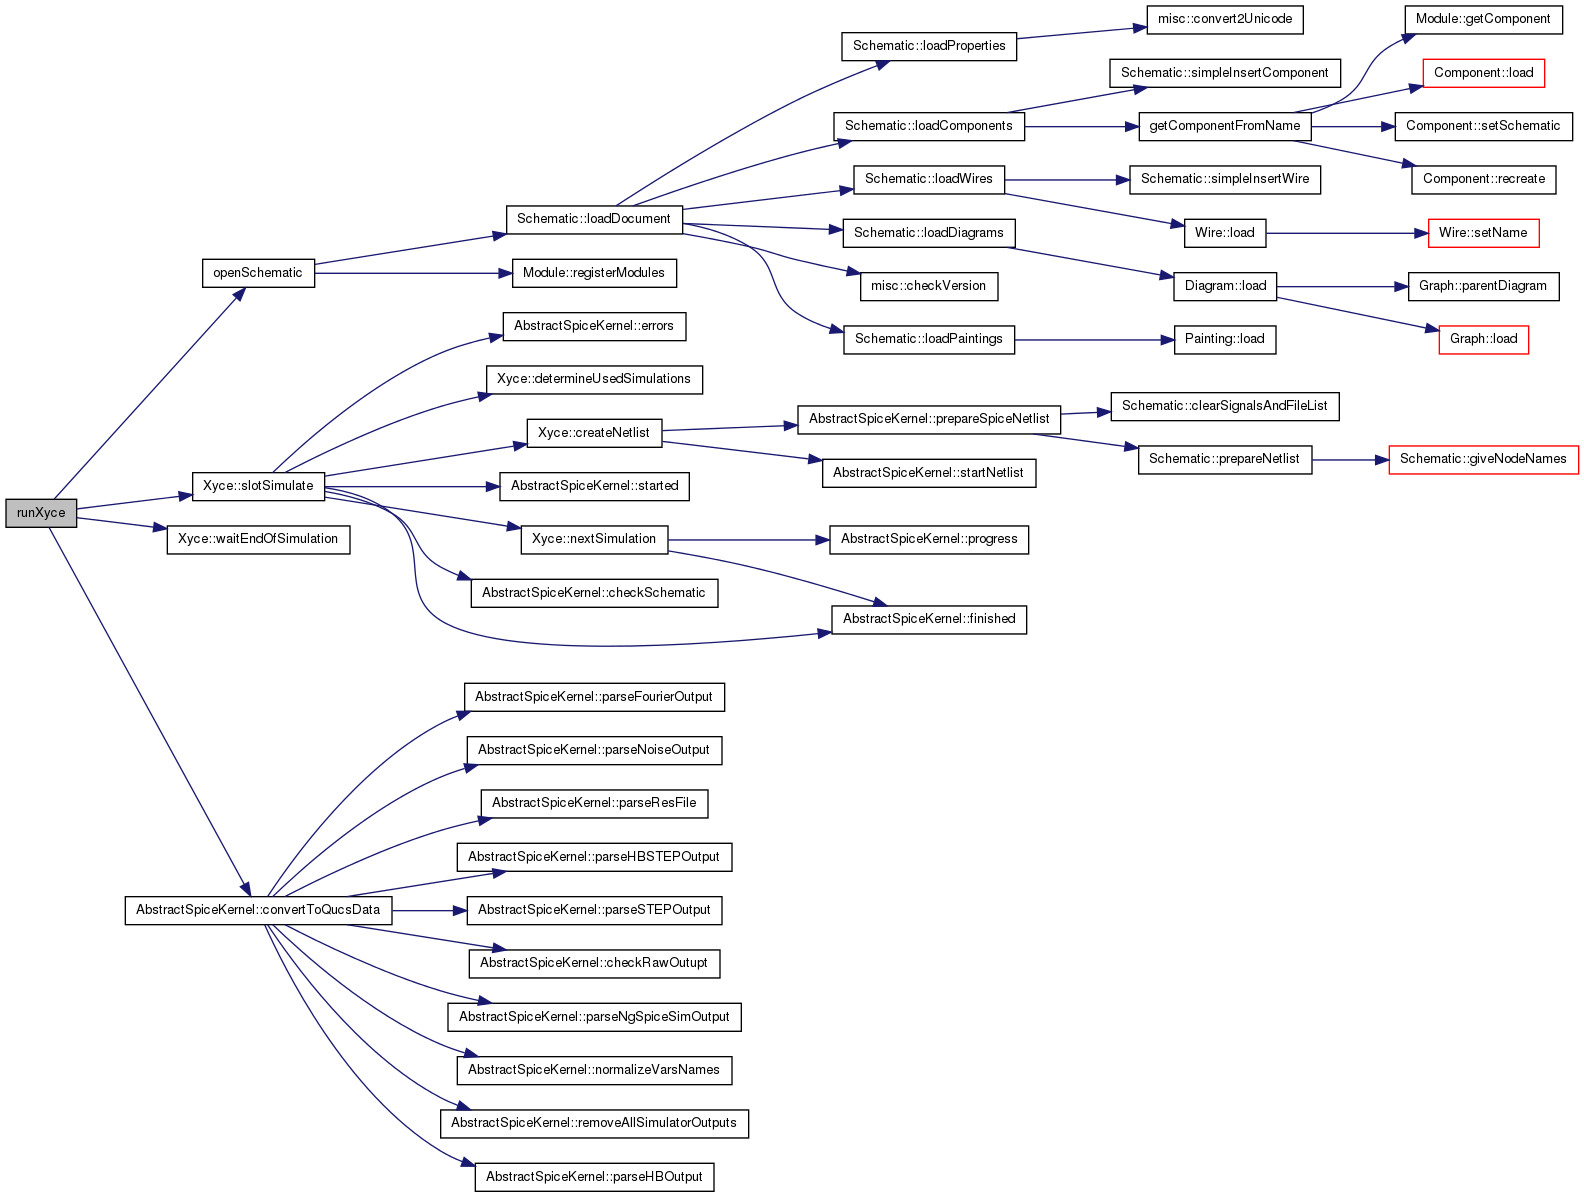 misc::convert2Unicode
Module::getComponent
Schematic::loadProperties
Schematic::simpleInsertComponent
Component::load
Schematic::loadComponents
getComponentFromName
Component::setSchematic
Schematic::loadWires
Schematic::simpleInsertWire
Component::recreate
Schematic::loadDocument
Schematic::loadDiagrams
Wire::load
Wire::setName
openSchematic
Module::registerModules
misc::checkVersion
Diagram::load
Graph::parentDiagram
AbstractSpiceKernel::errors
Schematic::loadPaintings
Painting::load
Graph::load
Xyce::determineUsedSimulations
Xyce::createNetlist
AbstractSpiceKernel::prepareSpiceNetlist
Schematic::clearSignalsAndFileList
Xyce::slotSimulate
AbstractSpiceKernel::started
AbstractSpiceKernel::startNetlist
Schematic::prepareNetlist
Schematic::giveNodeNames
runXyce
Xyce::waitEndOfSimulation
Xyce::nextSimulation
AbstractSpiceKernel::progress
AbstractSpiceKernel::checkSchematic
AbstractSpiceKernel::finished
AbstractSpiceKernel::parseFourierOutput
AbstractSpiceKernel::parseNoiseOutput
AbstractSpiceKernel::parseResFile
AbstractSpiceKernel::parseHBSTEPOutput
AbstractSpiceKernel::convertToQucsData
AbstractSpiceKernel::parseSTEPOutput
AbstractSpiceKernel::checkRawOutupt
AbstractSpiceKernel::parseNgSpiceSimOutput
AbstractSpiceKernel::normalizeVarsNames
AbstractSpiceKernel::removeAllSimulatorOutputs
AbstractSpiceKernel::parseHBOutput